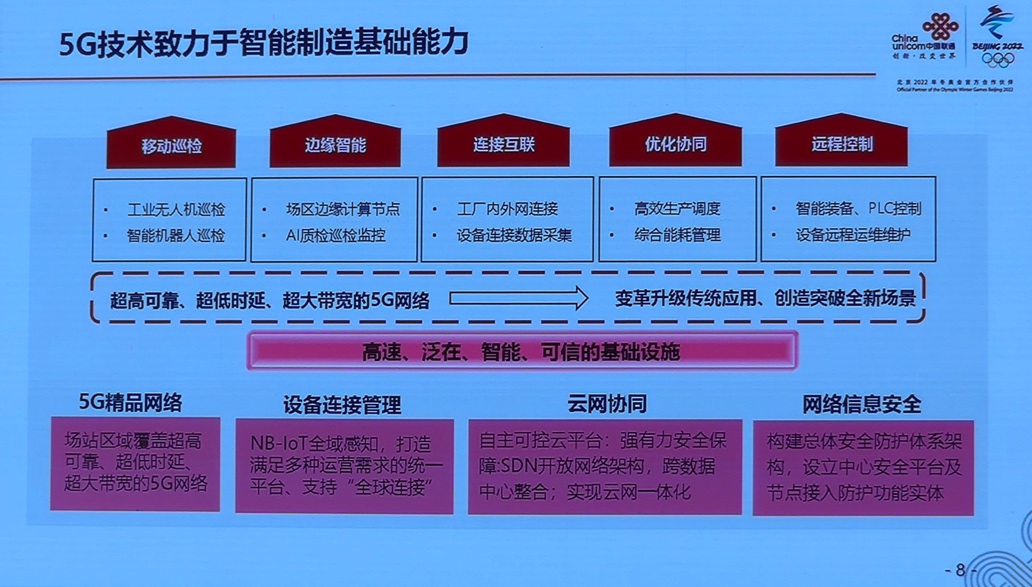 5G技术致力于智能制造基础能力
China
unicom中国联通
创新·改变世界
BEIJING 2022
北京2022年冬奥会官方合作伙伴
Official Partner of the Olympic Winter Games Beijing 2022
移动巡检
边缘智能
连接互联
优化协同
远程控制
• 工业无人机巡检
• 智能机器人巡检
• 场区边缘计算节点
• AI质检巡检监控
• 工厂内外网连接
• 设备连接数据采集
• 高效生产调度
• 综合能耗管理
• 智能装备、PLC控制
• 设备远程运维维护
超高可靠、超低时延、超大带宽的5G网络
变革升级传统应用、创造突破全新场景
高速、泛在、智能、可信的基础设施
5G精品网络
场站区域覆盖超高
可靠、超低时延、
超大带宽的5G网络
设备连接管理
NB-IoT全域感知，打造
满足多种运营需求的统一
平台、支持“全球连接”
云网协同
自主可控云平台：强有力安全保
障:SDN开放网络架构，跨数据
中心整合；实现云网一体化
网络信息安全
构建总体安全防护体系架
构，设立中心安全平台及
节点接入防护功能实体
- 8 -